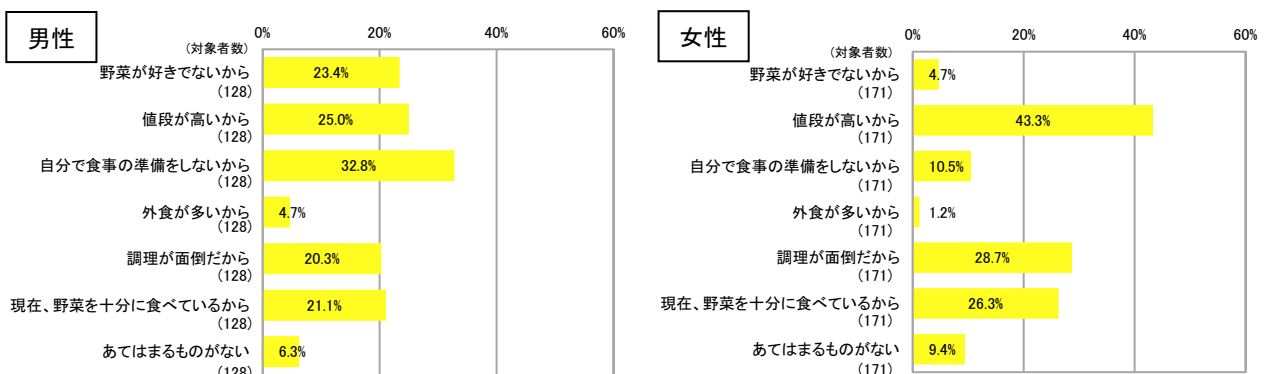 男性
0% 20% 40% 60%
(対象者数)
野菜が好きでないから
(128)
23.4%
値段が高いから
(128)
25.0%
自分で食事の準備をしないから
(128)
32.8%
外食が多いから
(128)
4.7%
調理が面倒だから
(128)
20.3%
現在、野菜を十分に食べているから
(128)
21.1%
あてはまるものがない
(128)
6.3%
女性
0% 20% 40% 60%
(対象者数)
野菜が好きでないから
(171)
4.7%
値段が高いから
(171)
43.3%
自分で食事の準備をしないから
(171)
10.5%
外食が多いから
(171)
1.2%
調理が面倒だから
(171)
28.7%
現在、野菜を十分に食べているから
(171)
26.3%
あてはまるものがない
(171)
9.4%